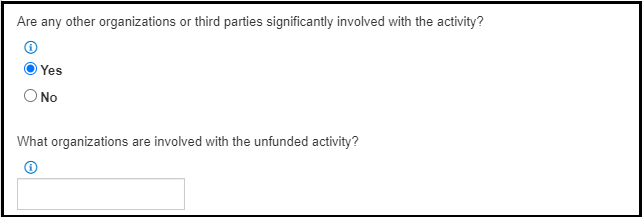 Are any other organizations or third parties significantly involved with the activity?
Yes
No
What organizations are involved with the unfunded activity?